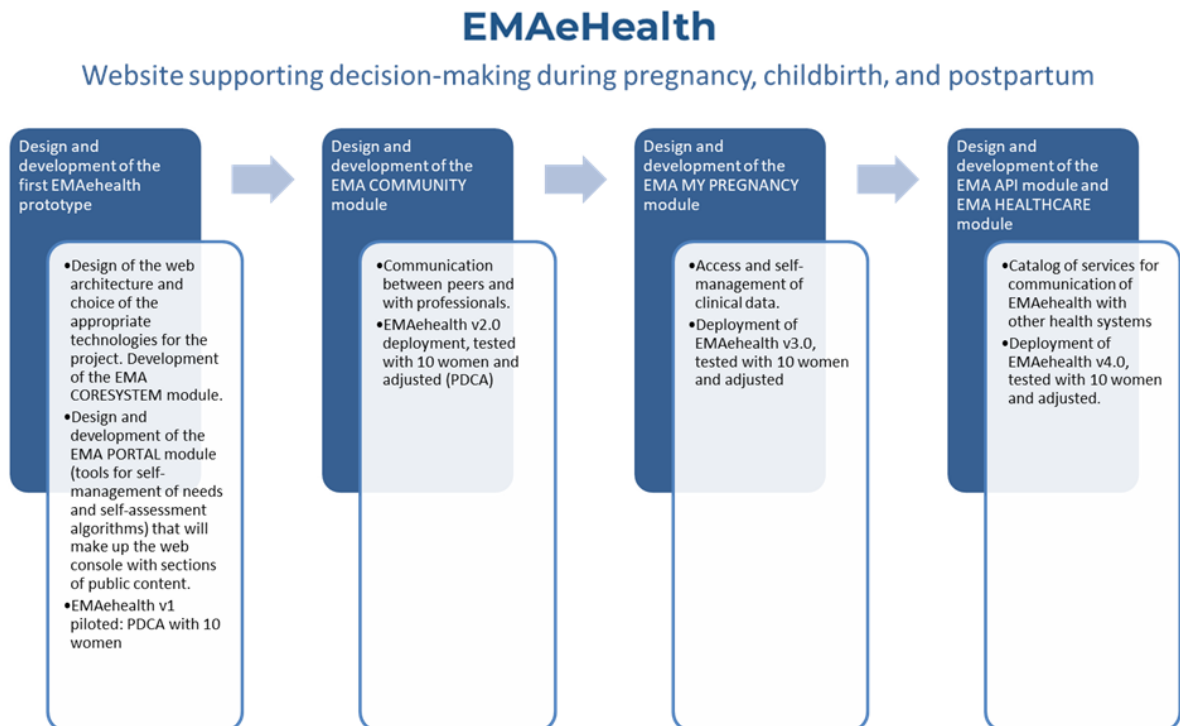 EMAeHealth
Website supporting decision-making during pregnancy, childbirth, and postpartum
Design and
development of the
first EMAehealth
prototype
•Design of the web
architecture and
choice of the
appropriate
technologies for the
project. Development
of the EMA
CORESYSTEM module.
•Design and
development of the
EMA PORTAL module
(tools for self-
management of needs
and self-assessment
algorithms) that will
make up the web
console with sections
of public content.
•EMAehealth v1
piloted: PDCA with 10
women
Design and
development of the
EMA COMMUNITY
module
•Communication
between peers and
with professionals.
•EMAehealth v2.0
deployment, tested
with 10 women and
adjusted (PDCA)
Design and
development of the
EMA MY PREGNANCY
module
•Access and self-
management of
clinical data.
•Deployment of
EMAehealth v3.0,
tested with 10 women
and adjusted
Design and
development of the
EMA API module and
EMA HEALTHCARE
module
•Catalog of services for
communication of
EMAehealth with
other health systems
•Deployment of
EMAehealth v4.0,
tested with 10 women
and adjusted.